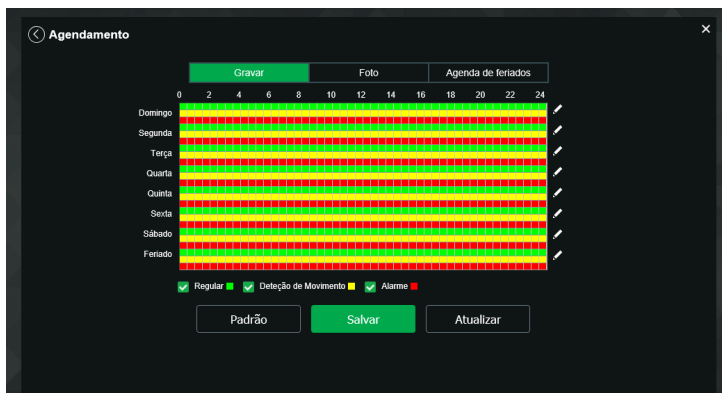 Agendamento
Gravar Foto Agenda de feriados
0 2 4 6 8 10 12 14 16 18 20 22 24
Domingo
Segunda
Terça
Quarta
Quinta
Sexta
Sábado
Feriado
Regular Deteção de Movimento Alarme
Padrão Salvar Atualizar